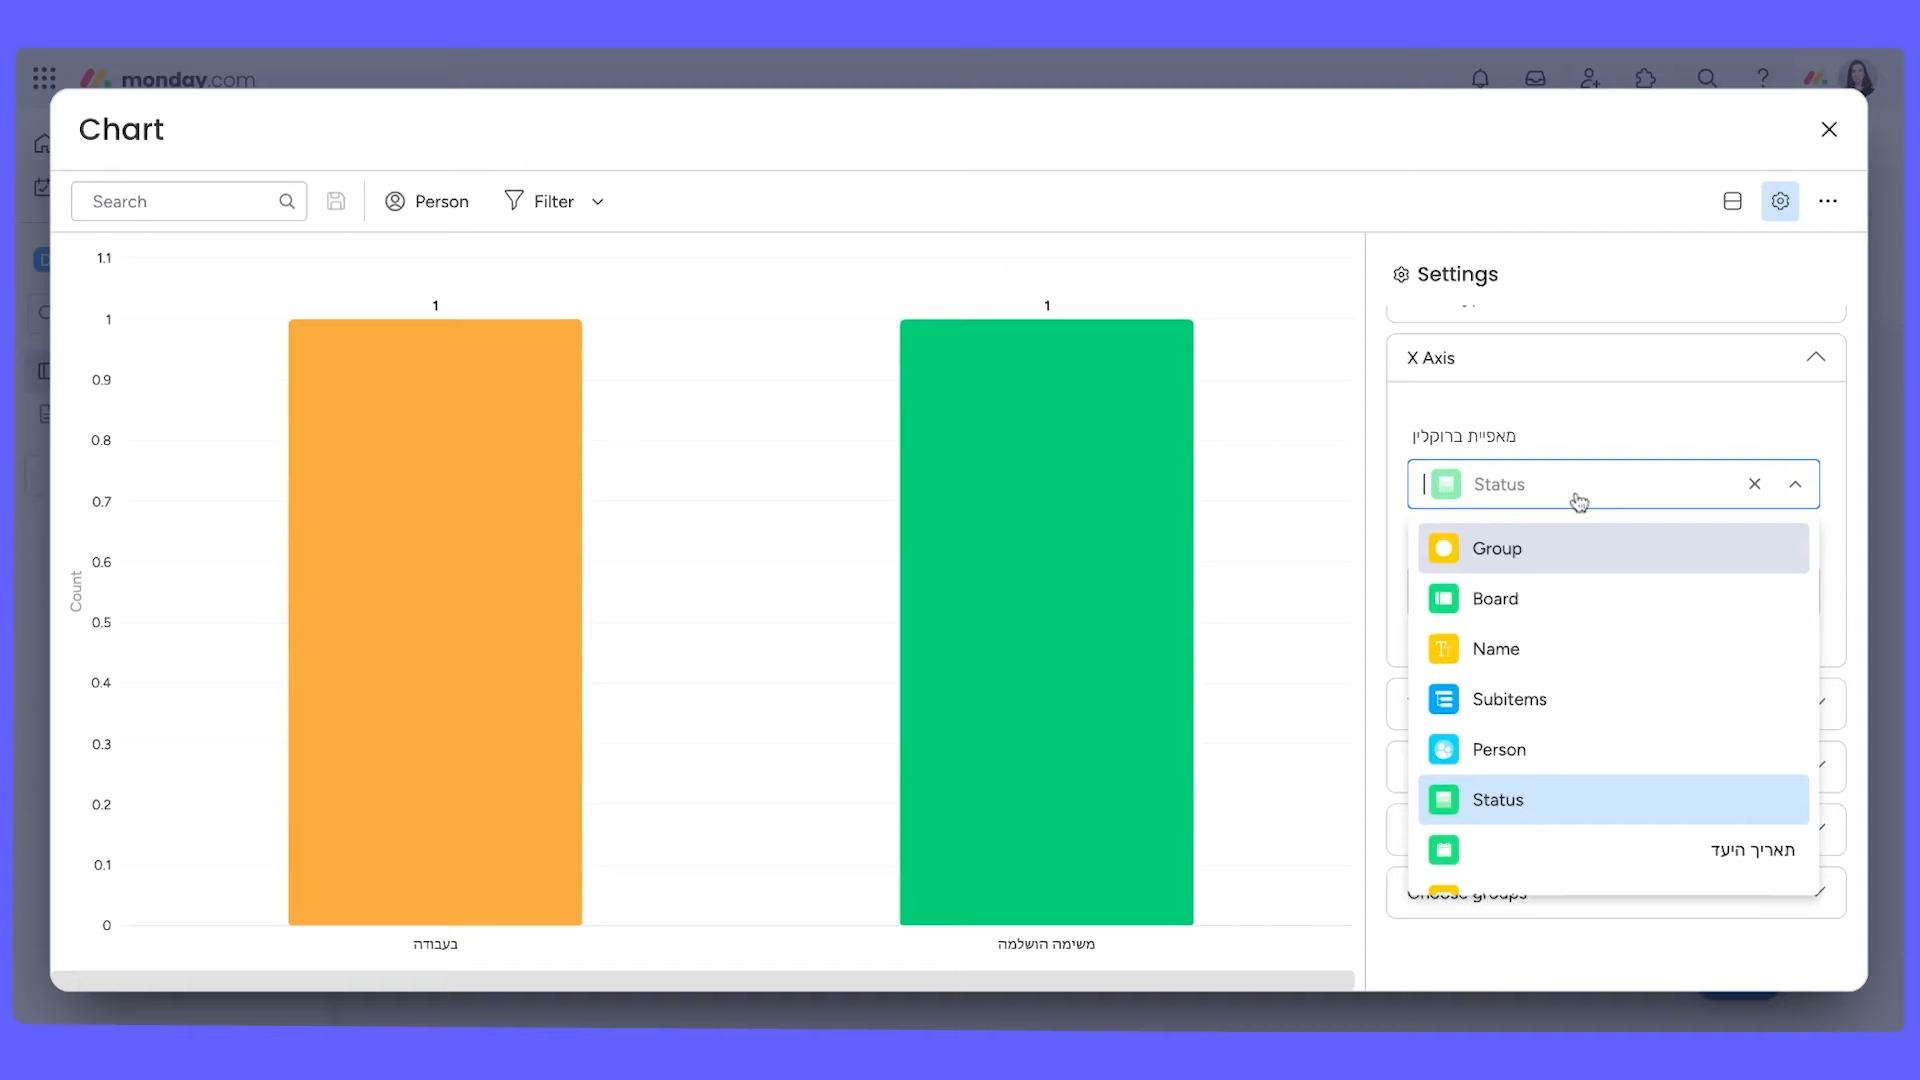 monday.com
Chart
Search
Person
Filter
1.1
1
0.9
0.8
0.7
0.6
0.5
0.4
0.3
0.2
0.1
0
Count
1
1
בעבודה
משימה הושלמה
Settings
X Axis
מאפיית ברוקלין
Status
Group
Board
Name
Subitems
Person
Status
תאריך היעד
Choose groups